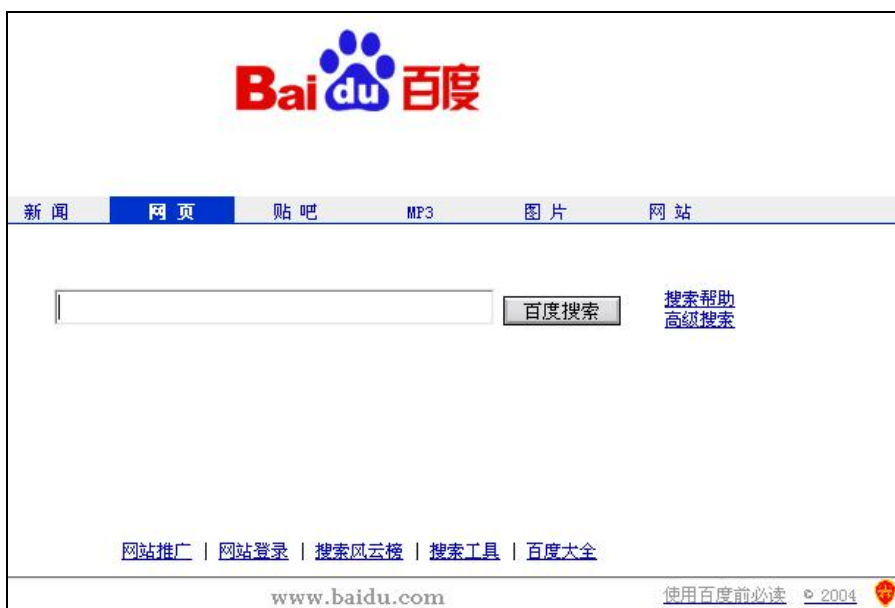 Bai du 百度
新闻 网页 贴吧 MP3 图片 网站
百度搜索 搜索帮助
高级搜索
网站推广 | 网站登录 | 搜索风云榜 | 搜索工具 | 百度大全
www.baidu.com 使用百度前必读 © 2004